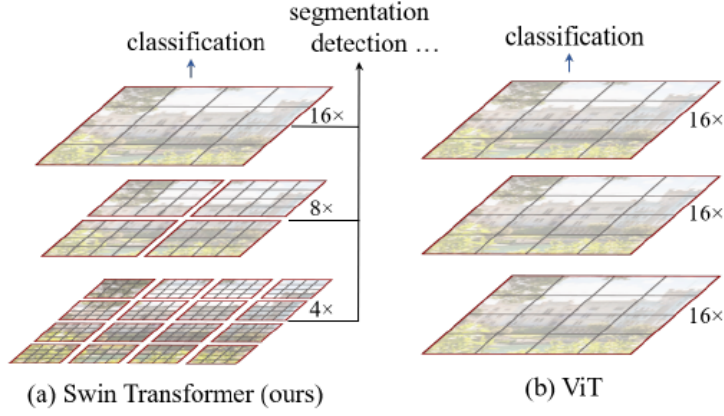 segmentation
classification
detection ...
classification
16×
16×
8×
16×
4×
16×
(a) Swin Transformer (ours)
(b) ViT